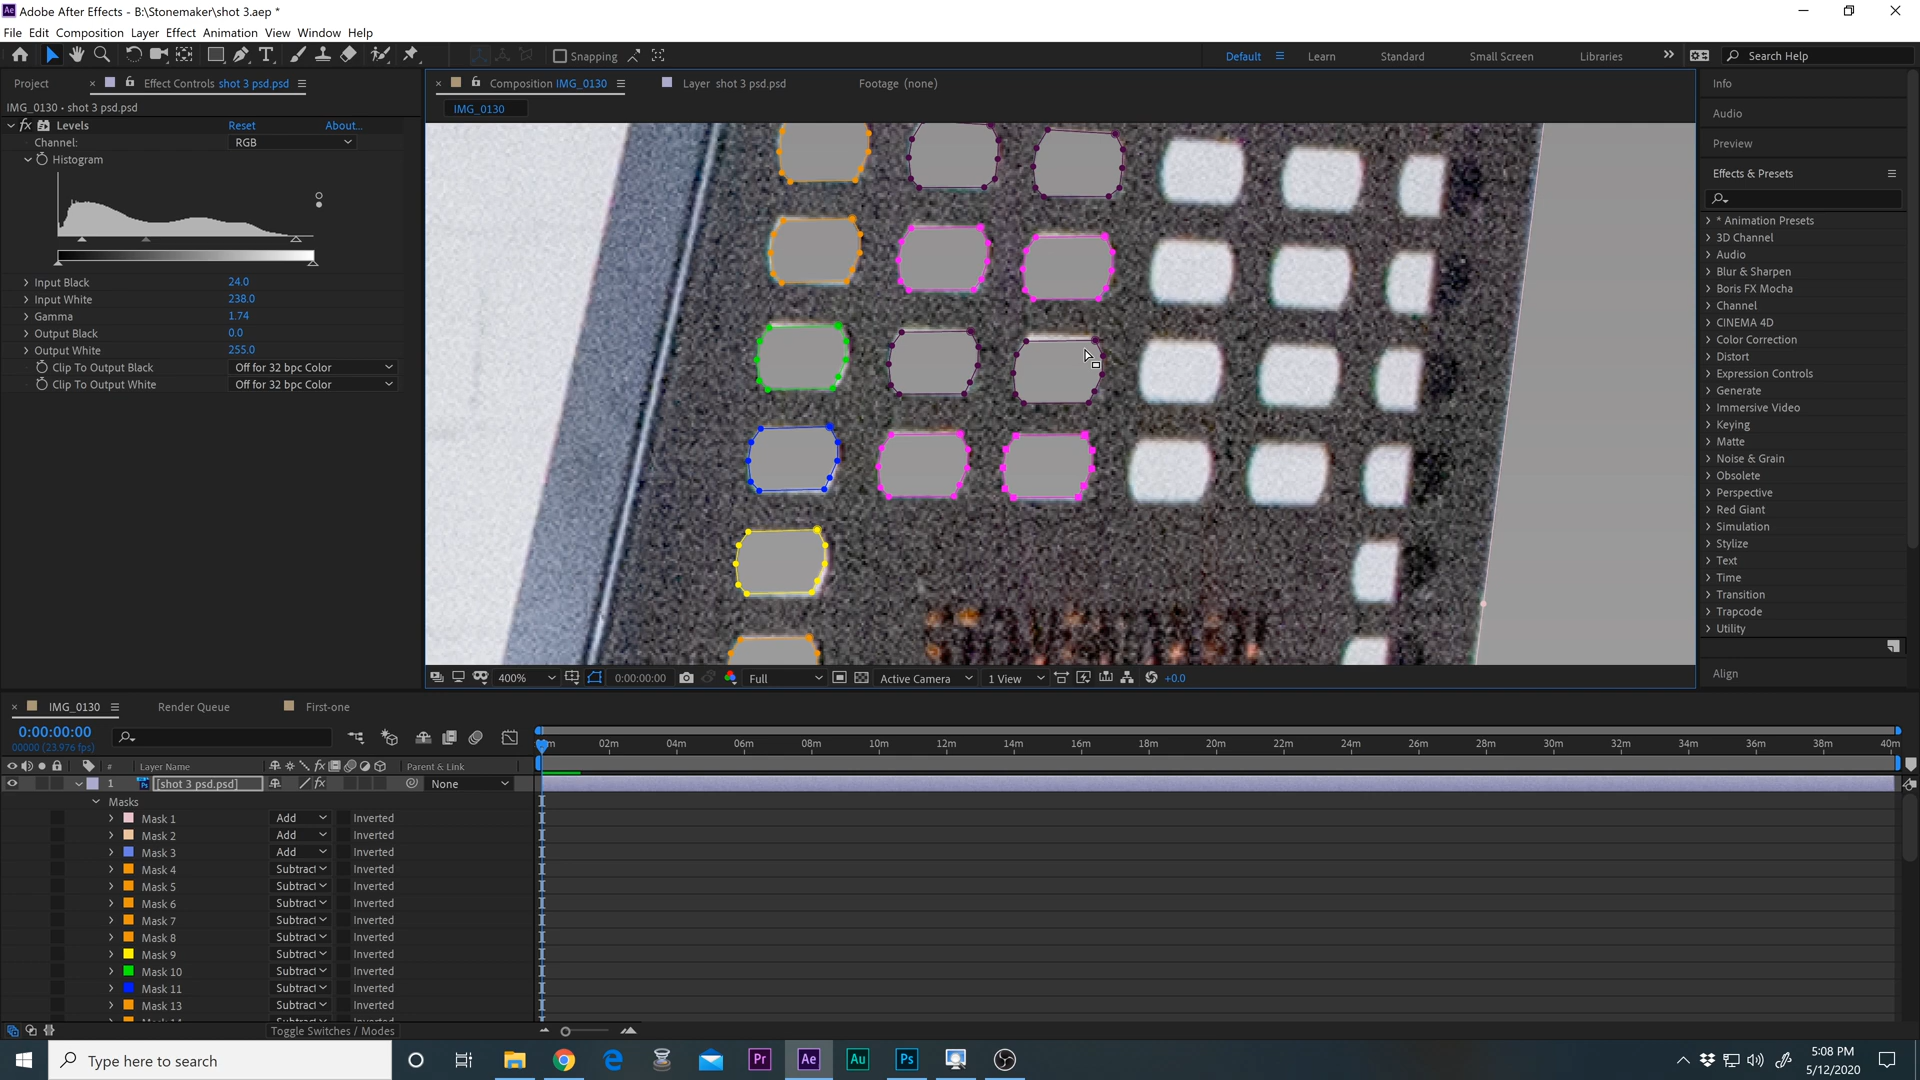 Adobe After Effects - B:\Stonemaker\shot 3.aep *
File Edit Composition Layer Effect Animation View Window Help
Snapping
Default Learn Standard Small Screen Libraries
Search Help
Project
Effect Controls shot 3 psd.psd
IMG_0130 • shot 3 psd.psd
fx Levels Reset About...
Channel: RGB
Histogram
Input Black 24.0
Input White 238.0
Gamma 1.74
Output Black 0.0
Output White 255.0
Clip To Output Black Off for 32 bpc Color
Clip To Output White Off for 32 bpc Color
Composition IMG_0130
Layer shot 3 psd.psd
Footage (none)
IMG_0130
400% 0:00:00:00 Full Active Camera 1 View +0.0
Info
Audio
Preview
Effects & Presets
* Animation Presets
3D Channel
Audio
Blur & Sharpen
Boris FX Mocha
Channel
CINEMA 4D
Color Correction
Distort
Expression Controls
Generate
Immersive Video
Keying
Matte
Noise & Grain
Obsolete
Perspective
Red Giant
Simulation
Stylize
Text
Time
Transition
Trapcode
Utility
Align
IMG_0130 Render Queue First-one
0:00:00:00
00000 (23.976 fps)
02m 04m 06m 08m 10m 12m 14m 16m 18m 20m 22m 24m 26m 28m 30m 32m 34m 36m 38m 40m
# Layer Name Parent & Link
1 [shot 3 psd.psd] None
Masks
Mask 1 Add Inverted
Mask 2 Add Inverted
Mask 3 Add Inverted
Mask 4 Subtract Inverted
Mask 5 Subtract Inverted
Mask 6 Subtract Inverted
Mask 7 Subtract Inverted
Mask 8 Subtract Inverted
Mask 9 Subtract Inverted
Mask 10 Subtract Inverted
Mask 11 Subtract Inverted
Mask 13 Subtract Inverted
Toggle Switches / Modes
Type here to search
Pr Ae Au Ps
5:08 PM
5/12/2020